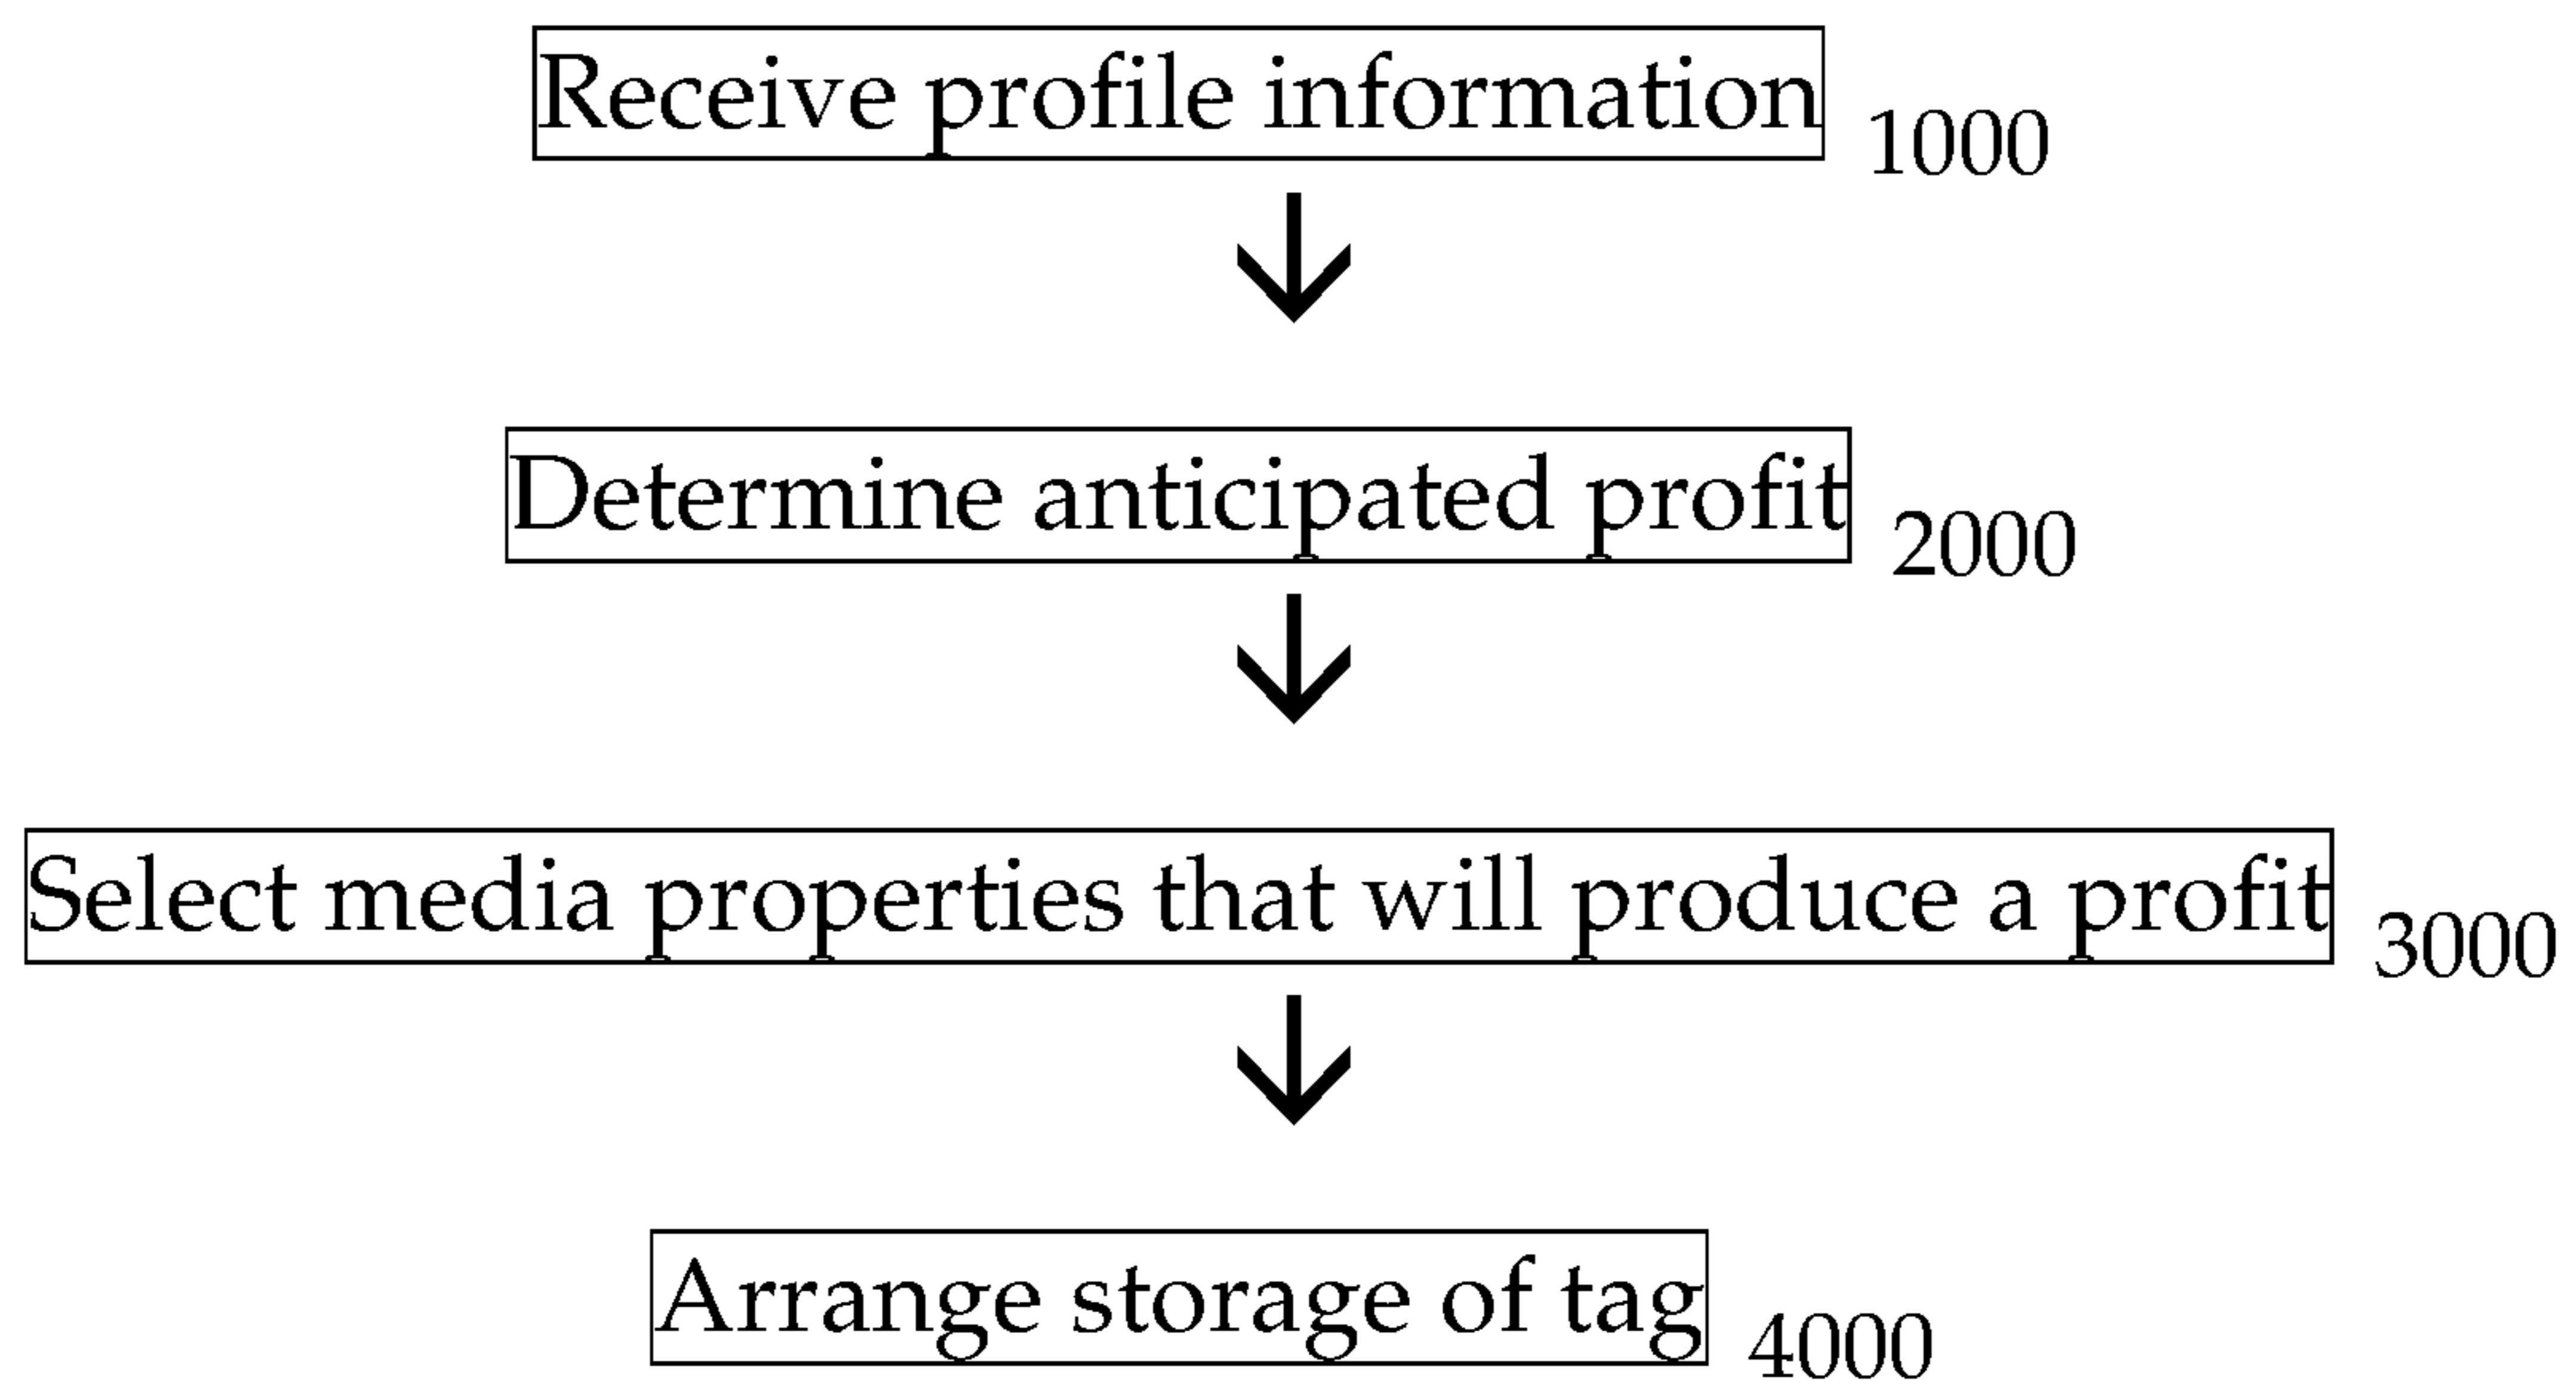 Receive profile information 1000
Determine anticipated profit 2000
Select media properties that will produce a profit 3000
Arrange storage of tag 4000